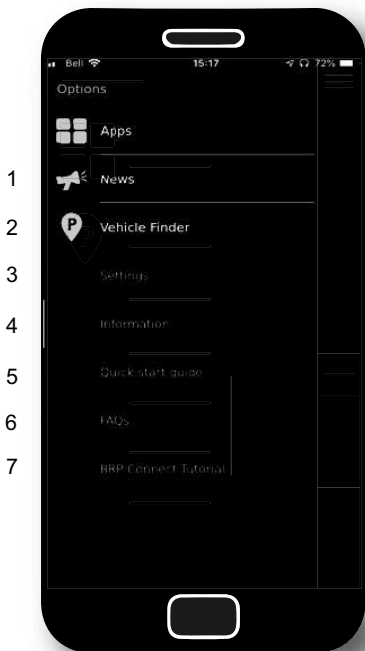 Bell 15:17 72%
Options
Apps
1 News
2 P Vehicle Finder
3 Settings
4 Information
5 Quick start guide
6 FAQs
7 BRP Connect Tutorial